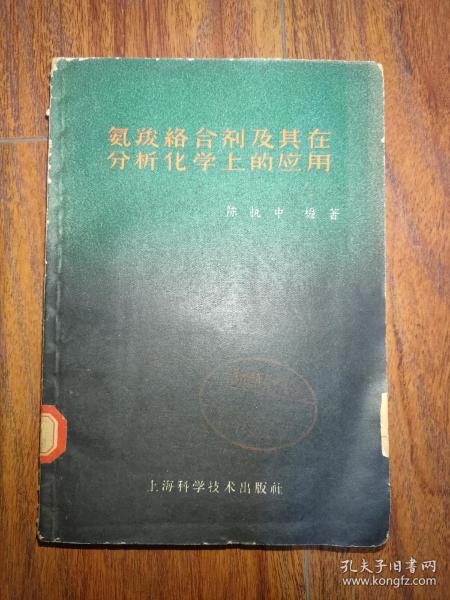 氨羧絡合剂及其在
分析化学上的应用
陈执中 编著
上海科学技术出版社
孔夫子旧书网
www.kongfz.com